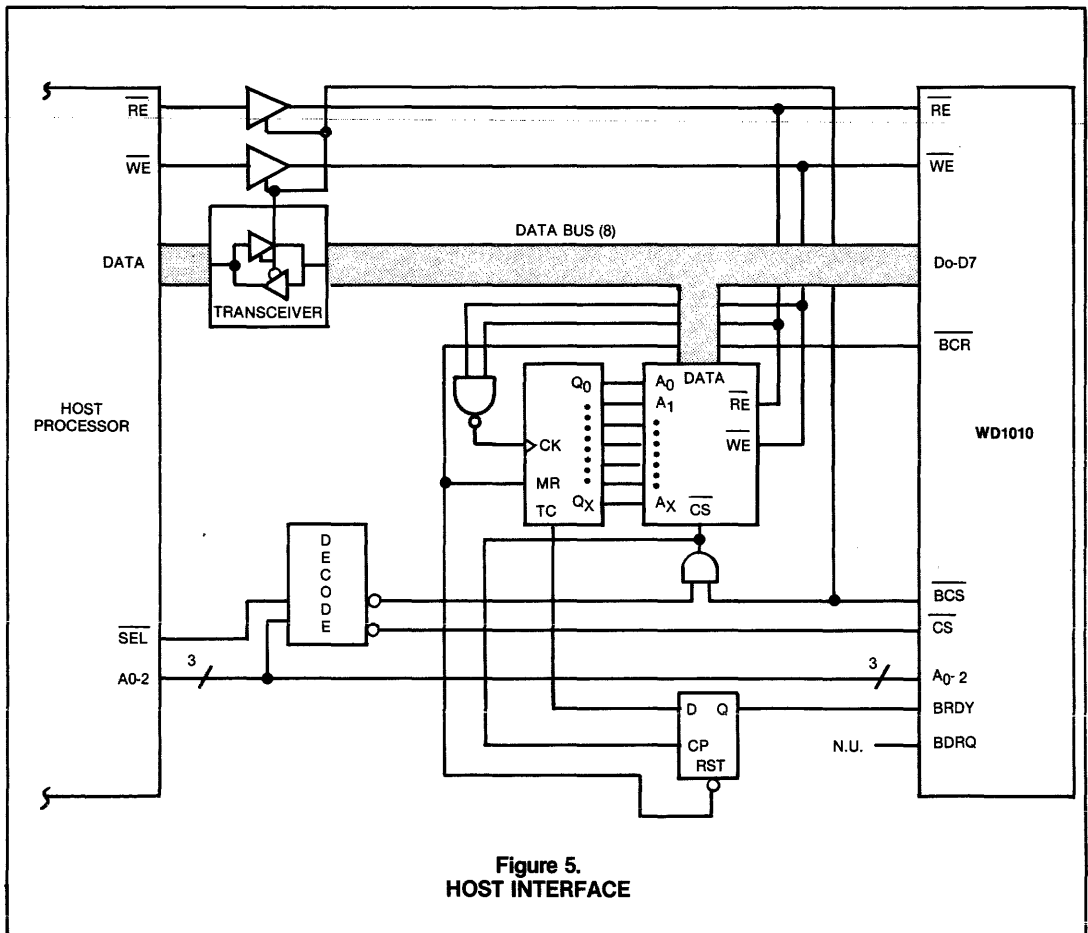 RE
RE
WE
WE
DATA BUS (8)
DATA
Do-D7
TRANSCEIVER
BCR
Q0
A0
DATA
A1
RE
HOST
PROCESSOR
WD1010
CK
WE
MR
TC
QX
AX
CS
DECODE
BCS
SEL
CS
3
3
A0-2
A0-2
D
Q
BRDY
CP
N.U.
BDRQ
RST
Figure 5.
HOST INTERFACE